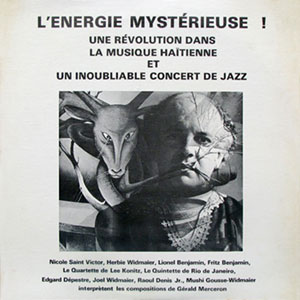 L'ENERGIE MYSTÉRIEUSE !
UNE RÉVOLUTION DANS
LA MUSIQUE HAÏTIENNE
ET
UN INOUBLIABLE CONCERT DE JAZZ
Nicole Saint Victor, Herbie Widmaier, Lionel Benjamin, Fritz Benjamin,
Le Quartette de Lee Konitz, Le Quintette de Rio de Janeiro,
Edgard Dépestre, Joel Widmaier, Raoul Denis Jr., Mushi Gousse-Widmaier
interprètent les compositions de Gérald Merceron